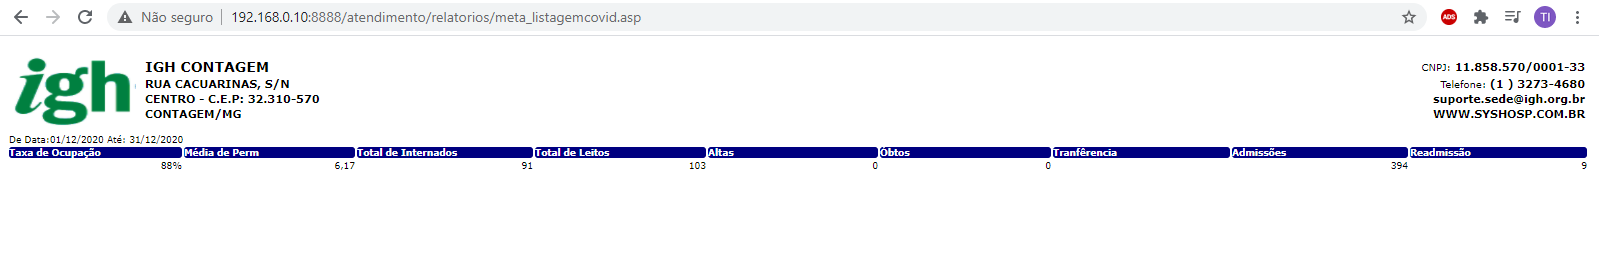 Não seguro | 192.168.0.10:8888/atendimento/relatorios/meta_listagemcovid.asp
ADS
TI
igh
IGH CONTAGEM
RUA CACUARINAS, S/N
CENTRO - C.E.P: 32.310-570
CONTAGEM/MG
CNPJ: 11.858.570/0001-33
Telefone: (1 ) 3273-4680
suporte.sede@igh.org.br
WWW.SYSHOSP.COM.BR
De Data:01/12/2020 Até: 31/12/2020
Taxa de Ocupação Média de Perm Total de Internados Total de Leitos Altas Óbtos Tranfêrencia Admissões Readmissão
88% 6,17 91 103 0 0 394 9